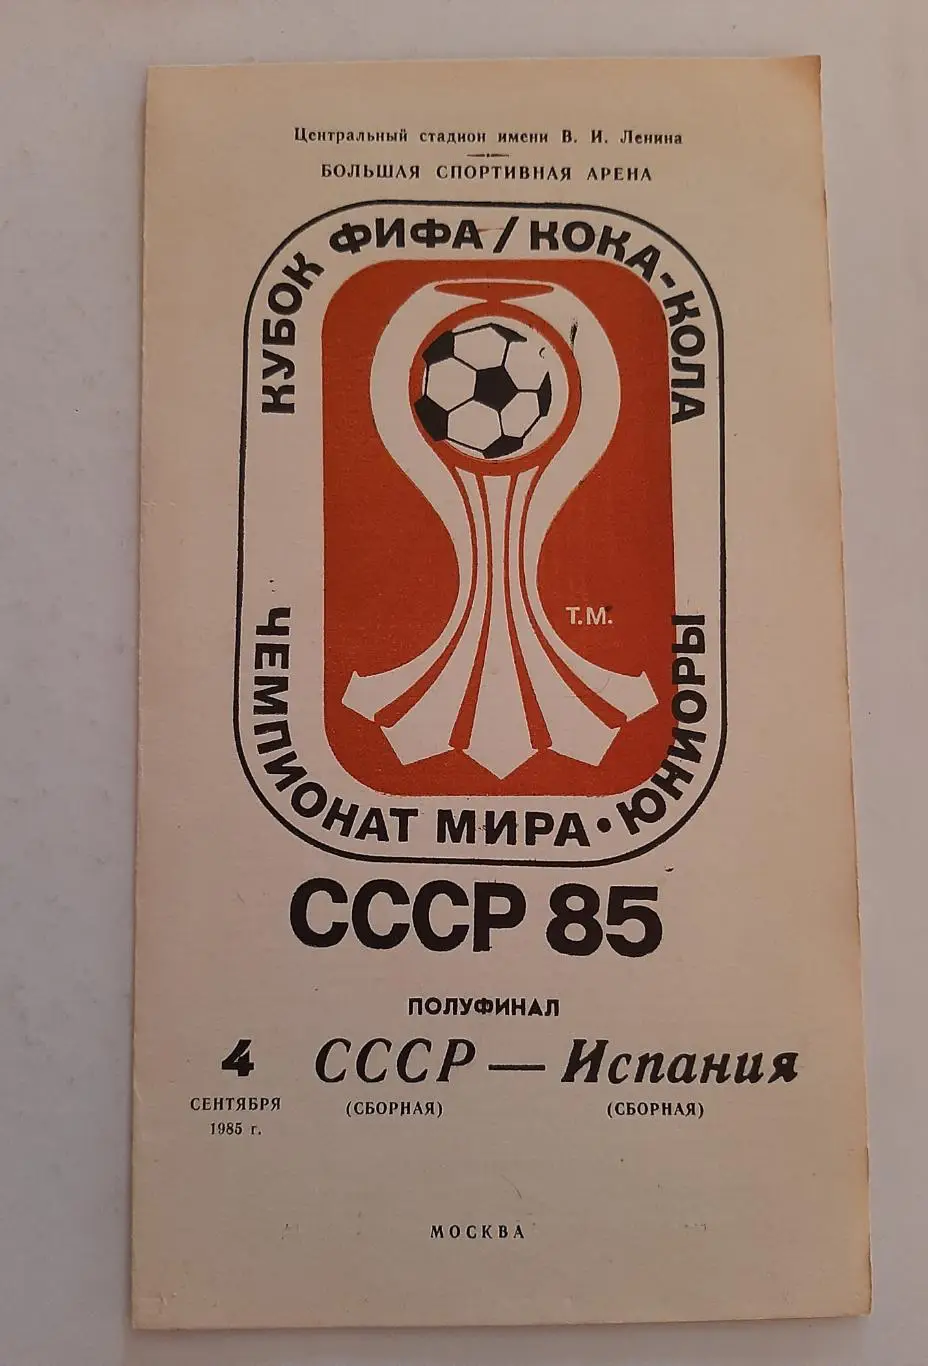 Центральный стадион имени В. И. Ленина
БОЛЬШАЯ СПОРТИВНАЯ АРЕНА
КУБОК ФИФА/КОКА-КОЛА
Т.М.
ЧЕМПИОНАТ МИРА·ЮНИОРЫ
СССР 85
ПОЛУФИНАЛ
4 СССР — Испания
СЕНТЯБРЯ (СБОРНАЯ) (СБОРНАЯ)
1985 г.
МОСКВА